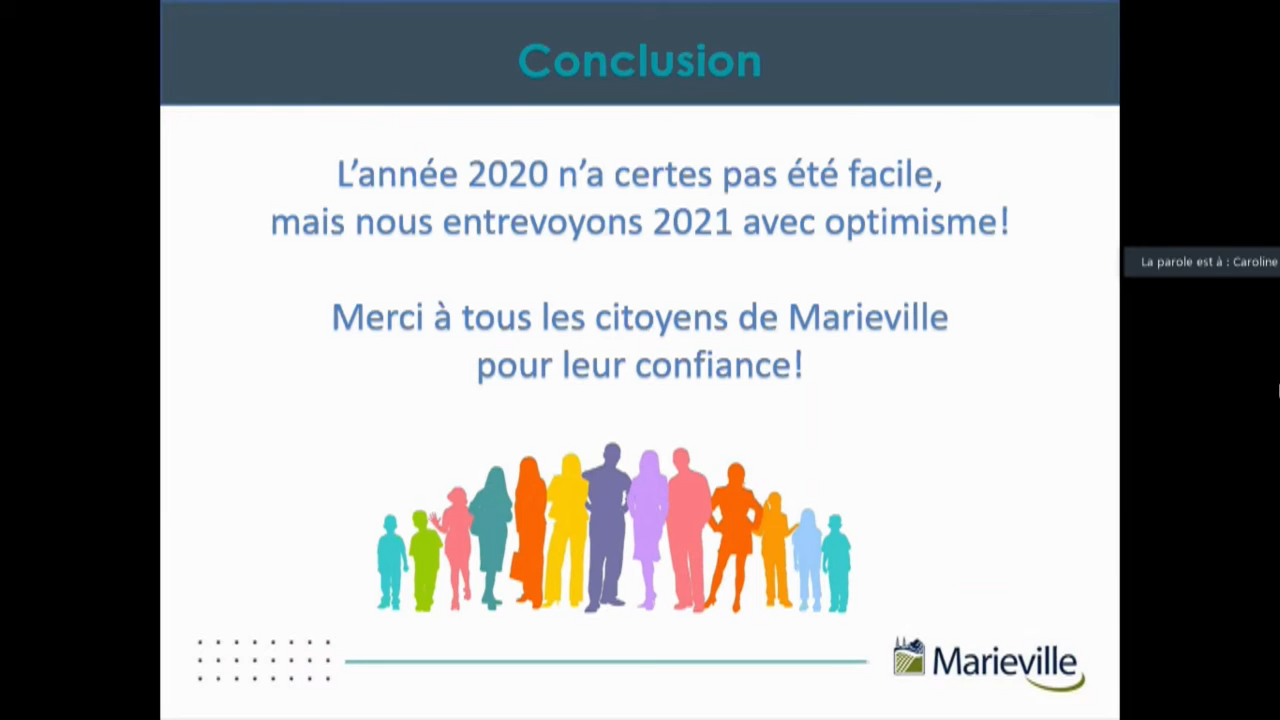 Conclusion
L'année 2020 n'a certes pas été facile,
mais nous entrevoyons 2021 avec optimisme!
Merci à tous les citoyens de Marieville
pour leur confiance!
La parole est à : Caroline
Marieville